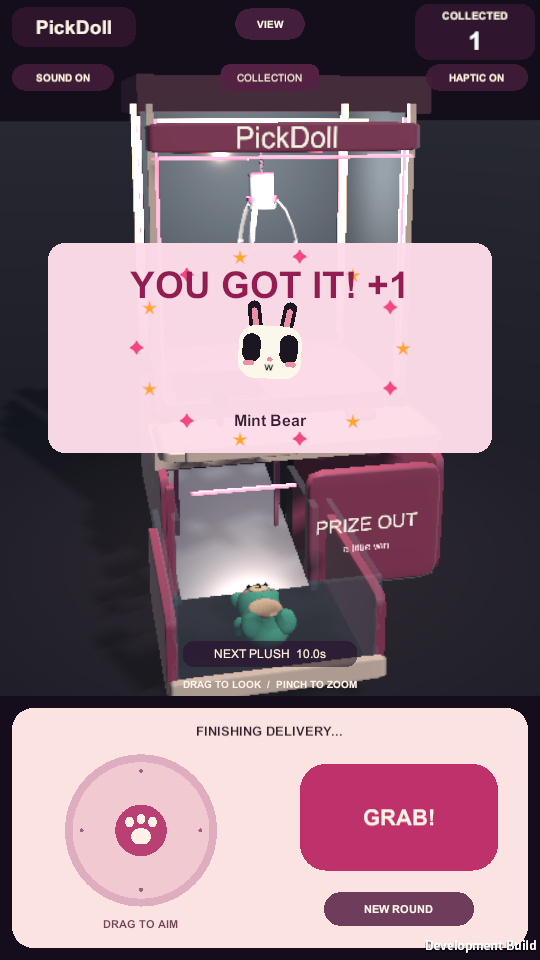 PickDoll
VIEW
COLLECTED
1
SOUND ON
COLLECTION
HAPTIC ON
PickDoll
YOU GOT IT! +1
w
Mint Bear
PRIZE OUT
a little win
NEXT PLUSH 10.0s
DRAG TO LOOK / PINCH TO ZOOM
FINISHING DELIVERY...
GRAB!
NEW ROUND
DRAG TO AIM
Development Build